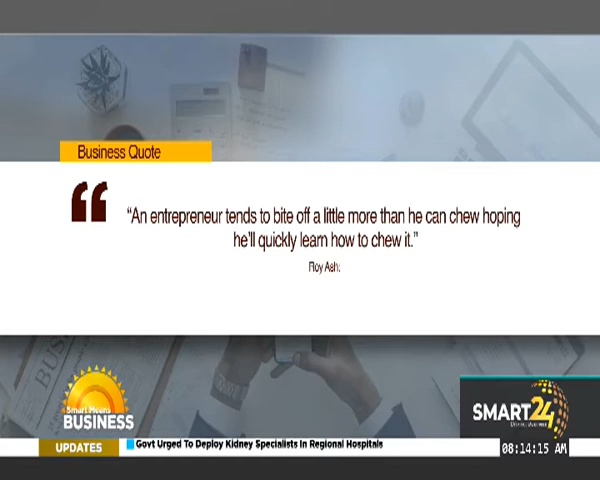 Business Quote
“An entrepreneur tends to bite off a little more than he can chew hoping
he’ll quickly learn how to chew it.”
Roy Ash:
Smart Means
BUSINESS
SMART24
UPDATES
Govt Urged To Deploy Kidney Specialists In Regional Hospitals
08:14:15 AM